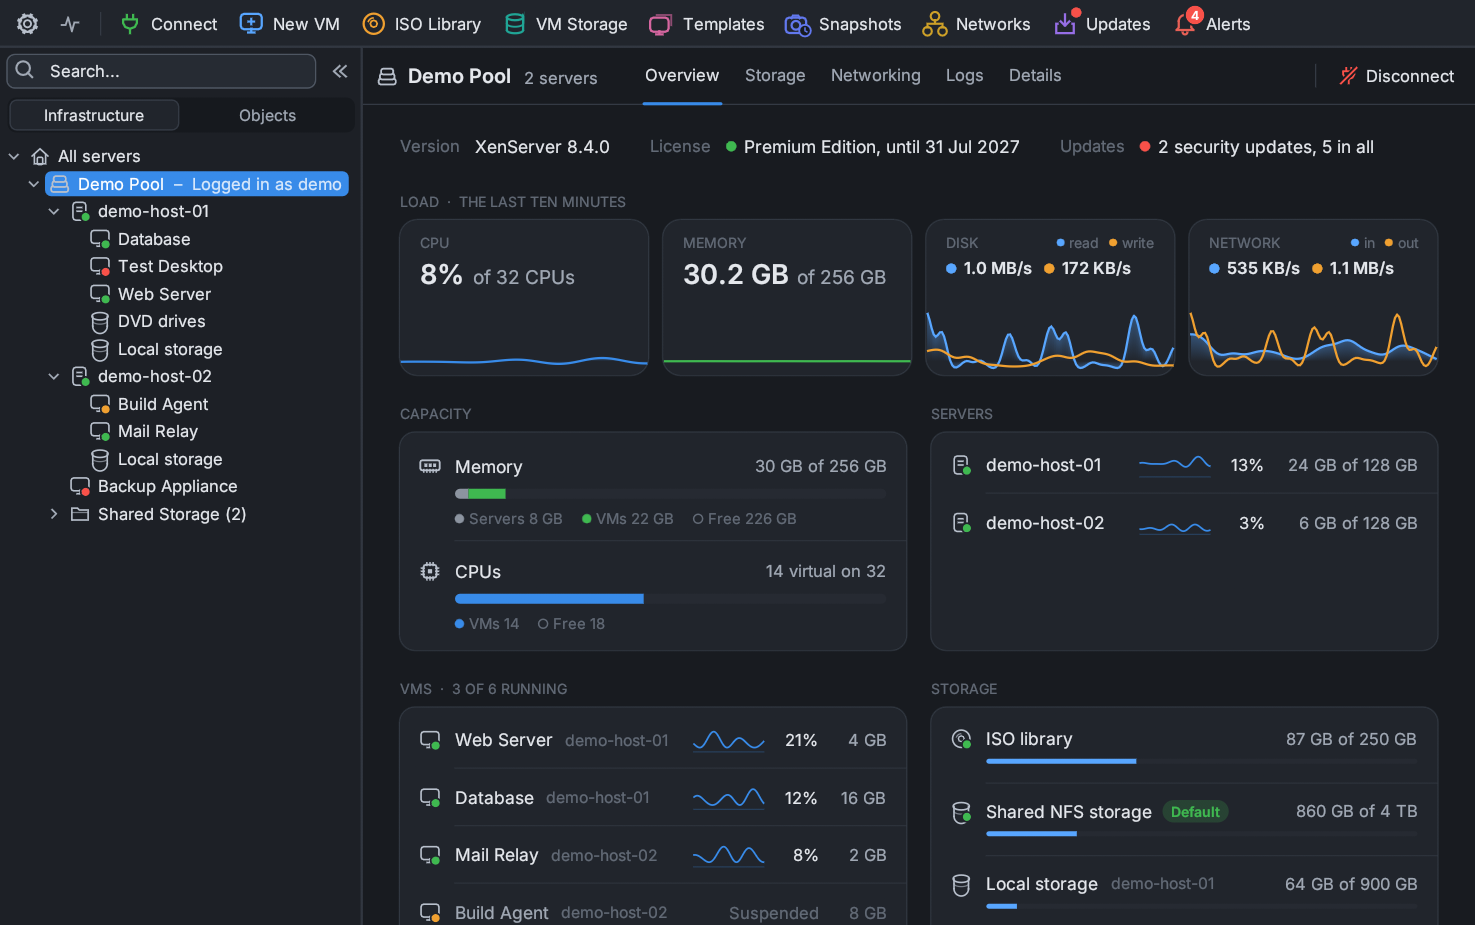 Connect New VM ISO Library VM Storage Templates Snapshots Networks Updates 4 Alerts
Search...
Infrastructure Objects
All servers
Demo Pool – Logged in as demo
demo-host-01
Database
Test Desktop
Web Server
DVD drives
Local storage
demo-host-02
Build Agent
Mail Relay
Local storage
Backup Appliance
Shared Storage (2)
Demo Pool 2 servers Overview Storage Networking Logs Details Disconnect
Version XenServer 8.4.0 License Premium Edition, until 31 Jul 2027 Updates 2 security updates, 5 in all
LOAD · THE LAST TEN MINUTES
CPU
8% of 32 CPUs
MEMORY
30.2 GB of 256 GB
DISK read write
1.0 MB/s 172 KB/s
NETWORK in out
535 KB/s 1.1 MB/s
CAPACITY
Memory 30 GB of 256 GB
Servers 8 GB VMs 22 GB Free 226 GB
CPUs 14 virtual on 32
VMs 14 Free 18
SERVERS
demo-host-01 13% 24 GB of 128 GB
demo-host-02 3% 6 GB of 128 GB
VMS · 3 OF 6 RUNNING
Web Server demo-host-01 21% 4 GB
Database demo-host-01 12% 16 GB
Mail Relay demo-host-02 8% 2 GB
Build Agent demo-host-02 Suspended 8 GB
STORAGE
ISO library 87 GB of 250 GB
Shared NFS storage Default 860 GB of 4 TB
Local storage demo-host-01 64 GB of 900 GB